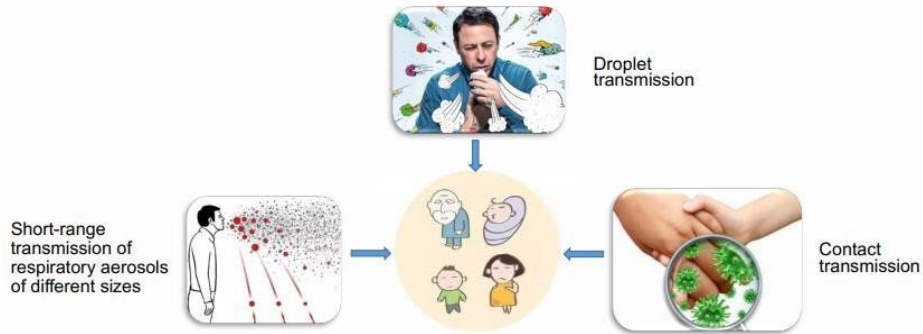 Droplet
transmission
Short-range
transmission of
respiratory aerosols
of different sizes
Contact
transmission